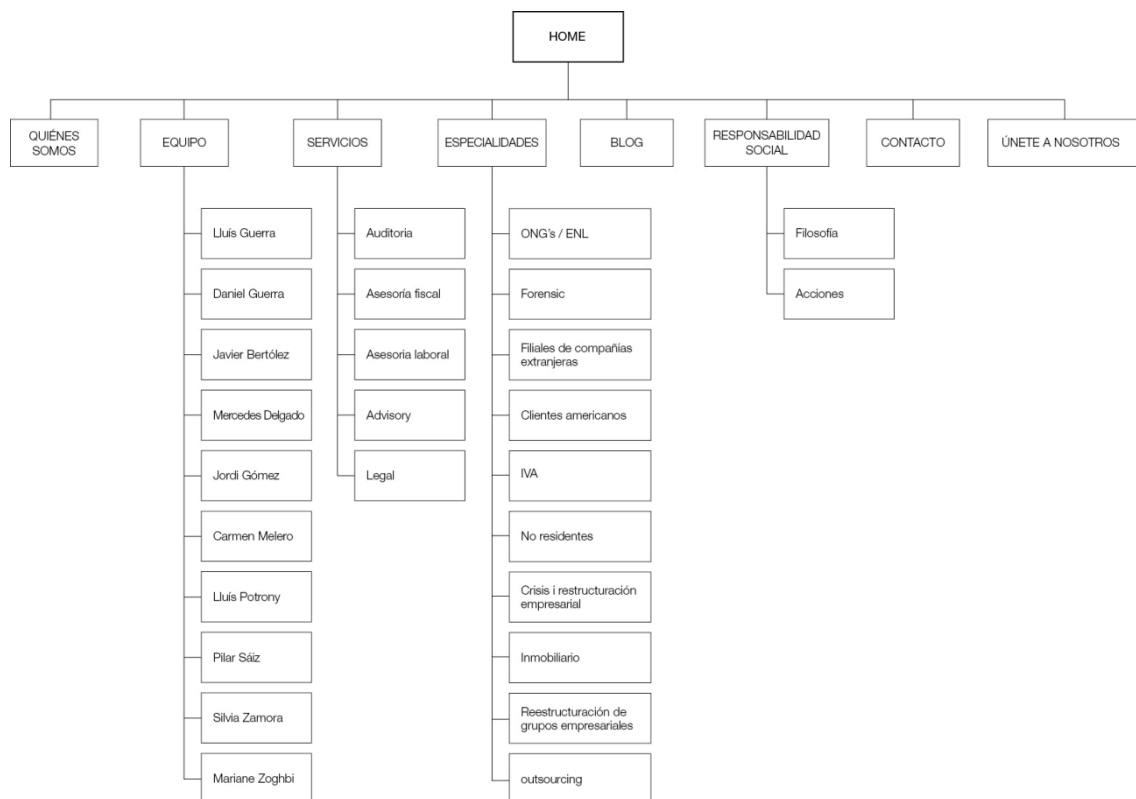 HOME
QUIÉNES
SOMOS
EQUIPO
SERVICIOS
ESPECIALIDADES
BLOG
RESPONSABILIDAD
SOCIAL
CONTACTO
ÚNETE A NOSOTROS
Lluís Guerra
Daniel Guerra
Javier Bertólez
Mercedes Delgado
Jordi Gómez
Carmen Melero
Lluís Potrony
Pilar Sáiz
Silvia Zamora
Mariane Zoghbi
Auditoria
Asesoría fiscal
Asesoria laboral
Advisory
Legal
ONG's / ENL
Forensic
Filiales de compañías
extranjeras
Clientes americanos
IVA
No residentes
Crisis i restructuración
empresarial
Inmobiliario
Reestructuración de
grupos empresariales
outsourcing
Filosofía
Acciones